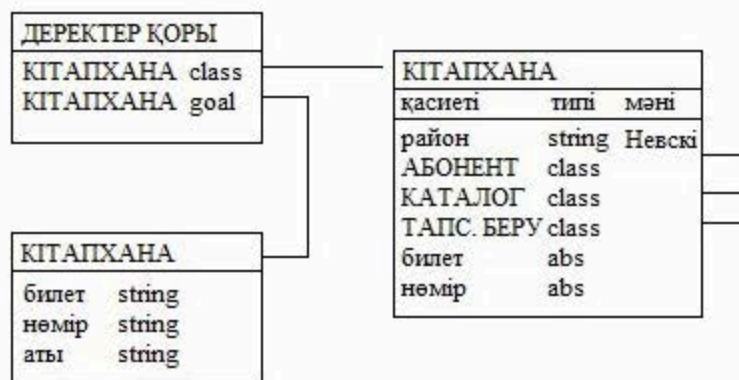 ДЕРЕКТЕР ҚОРЫ
КІТАПХАНА class
КІТАПХАНА goal
КІТАПХАНА
қасиеті типі мәні
район string Невскі
АБОНЕНТ class
КАТАЛОГ class
ТАПС. БЕРУ class
билет abs
нөмір abs
КІТАПХАНА
билет string
нөмір string
аты string